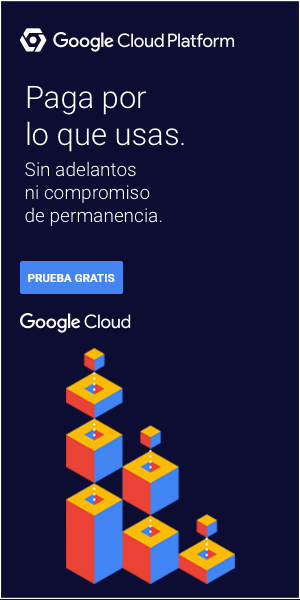 Google Cloud Platform
Paga por
lo que usas.
Sin adelantos
ni compromiso
de permanencia.
PRUEBA GRATIS
Google Cloud